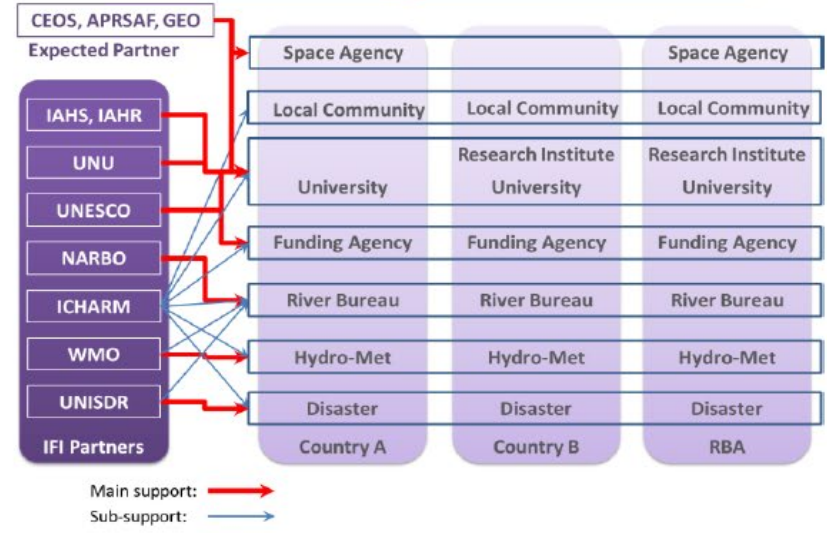 CEOS, APRSAF, GEO
Expected Partner
IAHS, IAHR
UNU
UNESCO
NARBO
ICHARM
WMO
UNISDR
IFI Partners
Space Agency
Space Agency
Local Community
Local Community
Local Community
Research Institute
Research Institute
University
University
University
Funding Agency
Funding Agency
Funding Agency
River Bureau
River Bureau
River Bureau
Hydro-Met
Hydro-Met
Hydro-Met
Disaster
Disaster
Disaster
Country A
Country B
RBA
Main support:
Sub-support: